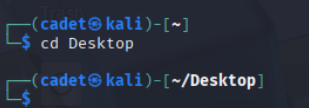 ┌──(cadet㉿kali)-[~]
└─$ cd Desktop
┌──(cadet㉿kali)-[~/Desktop]
└─$